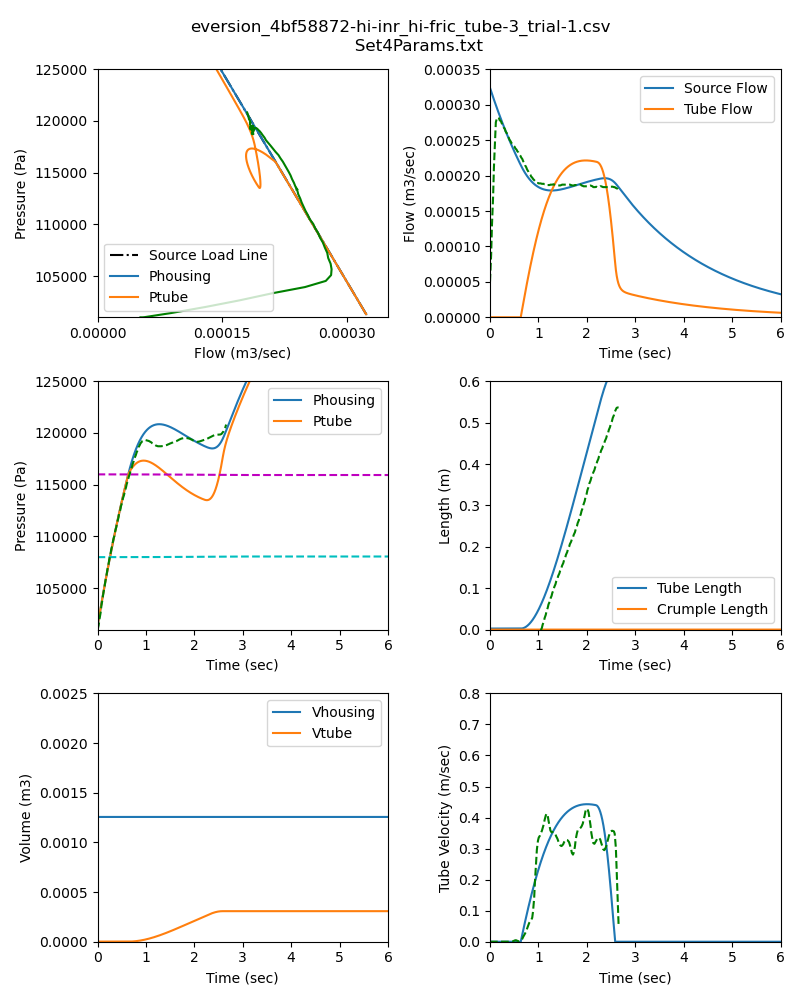 eversion_4bf58872-hi-inr_hi-fric_tube-3_trial-1.csv
Set4Params.txt
125000
120000
115000
110000
105000
Pressure (Pa)
Source Load Line
Phousing
Ptube
0.00000
0.00015
0.00030
Flow (m3/sec)
0.00035
0.00030
0.00025
0.00020
0.00015
0.00010
0.00005
0.00000
Flow (m3/sec)
Source Flow
Tube Flow
0 1 2 3 4 5 6
Time (sec)
125000
120000
115000
110000
105000
Pressure (Pa)
Phousing
Ptube
0 1 2 3 4 5 6
Time (sec)
0.6
0.5
0.4
0.3
0.2
0.1
0.0
Length (m)
Tube Length
Crumple Length
0 1 2 3 4 5 6
Time (sec)
0.0025
0.0020
0.0015
0.0010
0.0005
0.0000
Volume (m3)
Vhousing
Vtube
0 1 2 3 4 5 6
Time (sec)
0.8
0.7
0.6
0.5
0.4
0.3
0.2
0.1
0.0
Tube Velocity (m/sec)
0 1 2 3 4 5 6
Time (sec)